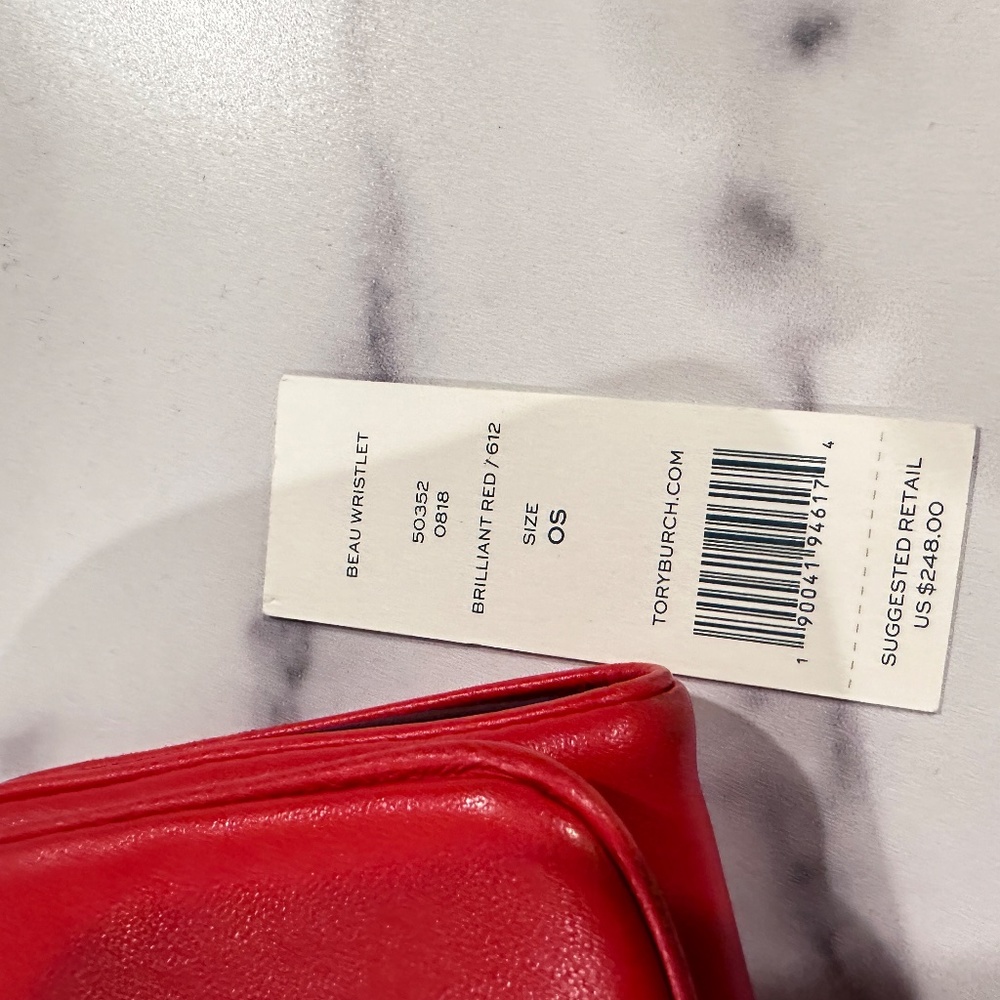 BEAU WRISTLET
50352
0818
BRILLIANT RED / 612
SIZE
OS
TORYBURCH.COM
1 90041 94617 4
SUGGESTED RETAIL
US $248.00